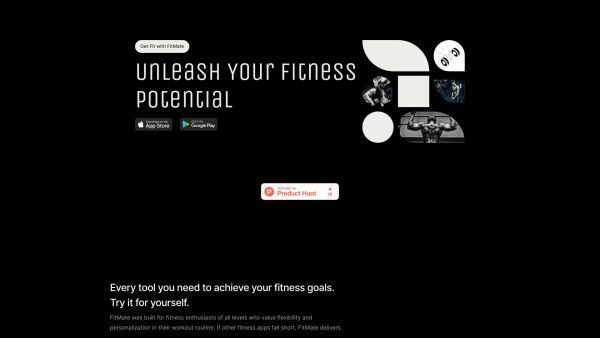 Get Fit with FitMate
Unleash Your Fitness
Potential
Download on the
App Store
GET IT ON
Google Play
FEATURED ON
Product Hunt
Every tool you need to achieve your fitness goals.
Try it for yourself.
FitMate was built for fitness enthusiasts of all levels who value flexibility and
personalization in their workout routine. If other fitness apps fall short, FitMate delivers.